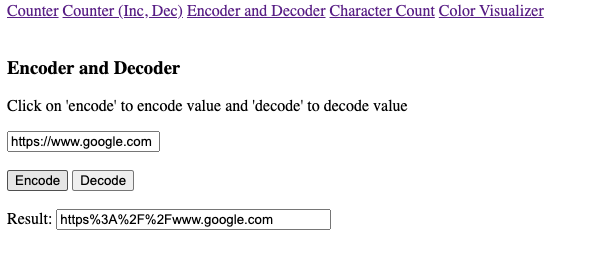 Counter Counter (Inc, Dec) Encoder and Decoder Character Count Color Visualizer
Encoder and Decoder
Click on 'encode' to encode value and 'decode' to decode value
https://www.google.com
Encode Decode
Result: https%3A%2F%2Fwww.google.com